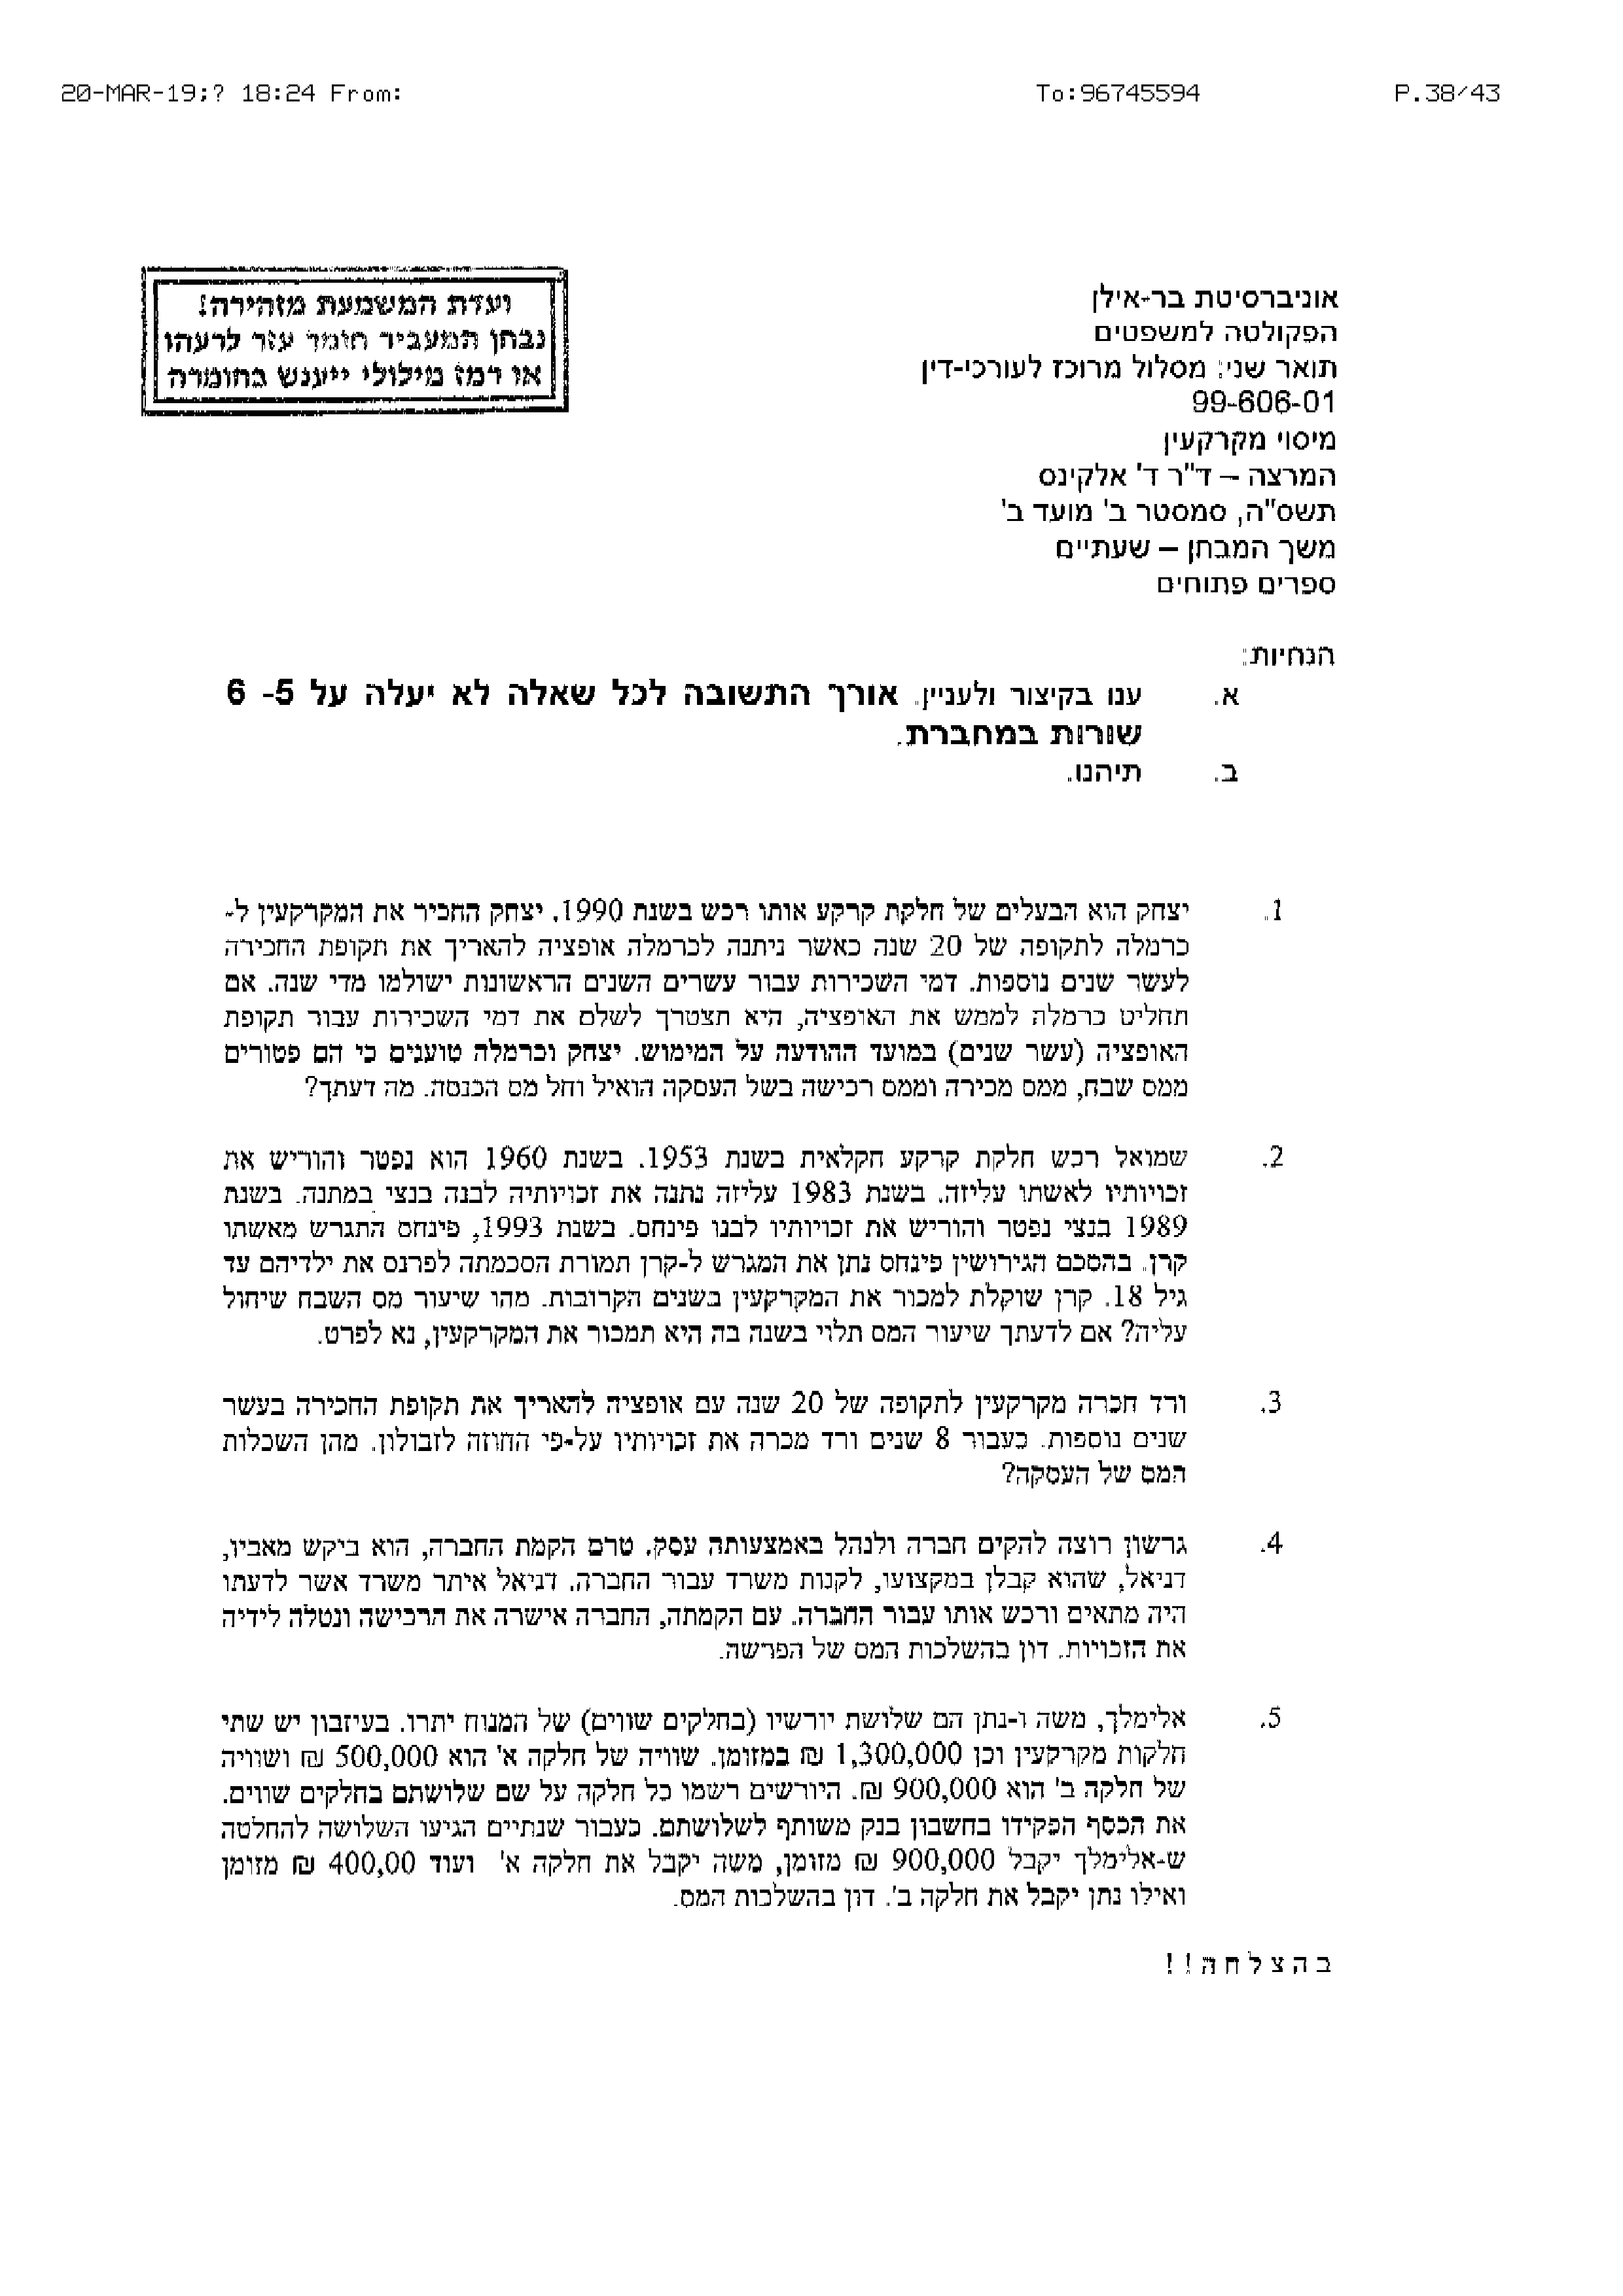 20-MAR-19;? 18:24 From: To:96745594 P.38/43
ועדת המשמעת מזהירה!
נבחן המעביר חומר עזר לרעהו
או רמז מילולי ייענש בחומרה
אוניברסיטת בר-אילן
הפקולטה למשפטים
תואר שני: מסלול מרוכז לעורכי-דין
99-606-01
מיסוי מקרקעין
המרצה – ד"ר ד' אלקינס
תשס"ה, סמסטר ב' מועד ב'
משך המבחן – שעתיים
ספרים פתוחים
הנחיות:
א. ענו בקיצור ולעניין. אורך התשובה לכל שאלה לא יעלה על 5- 6
שורות במחברת.
ב. תיהנו.
1. יצחק הוא הבעלים של חלקת קרקע אותו רכש בשנת 1990. יצחק החכיר את המקרקעין ל-
כרמלה לתקופה של 20 שנה כאשר ניתנה לכרמלה אופציה להאריך את תקופת החכירה
לעשר שנים נוספות. דמי השכירות עבור עשרים השנים הראשונות ישולמו מדי שנה. אם
תחליט כרמלה לממש את האופציה, היא תצטרך לשלם את דמי השכירות עבור תקופת
האופציה (עשר שנים) במועד ההודעה על המימוש. יצחק וכרמלה טוענים כי הם פטורים
ממס שבח, ממס מכירה וממס רכישה בשל העסקה הואיל וחל מס הכנסה. מה דעתך?
2. שמואל רכש חלקת קרקע חקלאית בשנת 1953. בשנת 1960 הוא נפטר והוריש את
זכויותיו לאשתו עליזה. בשנת 1983 עליזה נתנה את זכויותיה לבנה בנצי במתנה. בשנת
1989 בנצי נפטר והוריש את זכויותיו לבנו פינחס. בשנת 1993, פינחס התגרש מאשתו
קרן. בהסכם הגירושין פינחס נתן את המגרש ל-קרן תמורת הסכמתה לפרנס את ילדיהם עד
גיל 18. קרן שוקלת למכור את המקרקעין בשנים הקרובות. מהו שיעור מס השבח שיחול
עליה? אם לדעתך שיעור המס תלוי בשנה בה היא תמכור את המקרקעין, נא לפרט.
3. ורד חכרה מקרקעין לתקופה של 20 שנה עם אופציה להאריך את תקופת החכירה בעשר
שנים נוספות. כעבור 8 שנים ורד מכרה את זכויותיו על-פי החוזה לזבולון. מהן השכלות
המס של העסקה?
4. גרשון רוצה להקים חברה ולנהל באמצעותה עסק. טרם הקמת החברה, הוא ביקש מאביו,
דניאל, שהוא קבלן במקצועו, לקנות משרד עבור החברה. דניאל איתר משרד אשר לדעתו
היה מתאים ורכש אותו עבור החברה. עם הקמתה, החברה אישרה את הרכישה ונטלה לידיה
את הזכויות. דון בהשלכות המס של הפרשה.
5. אלימלך, משה ו-נתן הם שלושת יורשיו (בחלקים שווים) של המנוח יתרו. בעיזבון יש שתי
חלקות מקרקעין וכן 1,300,000 ₪ במזומן. שוויה של חלקה א' הוא 500,000 ₪ ושוויה
של חלקה ב' הוא 900,000 ₪. היורשים רשמו כל חלקה על שם שלושתם בחלקים שווים.
את הכסף הפקידו בחשבון בנק משותף לשלושתם. כעבור שנתיים הגיעו השלושה להחלטה
ש-אלימלך יקבל 900,000 ₪ מזומן, משה יקבל את חלקה א' ועוד 400,00 ₪ מזומן
ואילו נתן יקבל את חלקה ב'. דון בהשלכות המס.
ב ה צ ל ח ה ! !